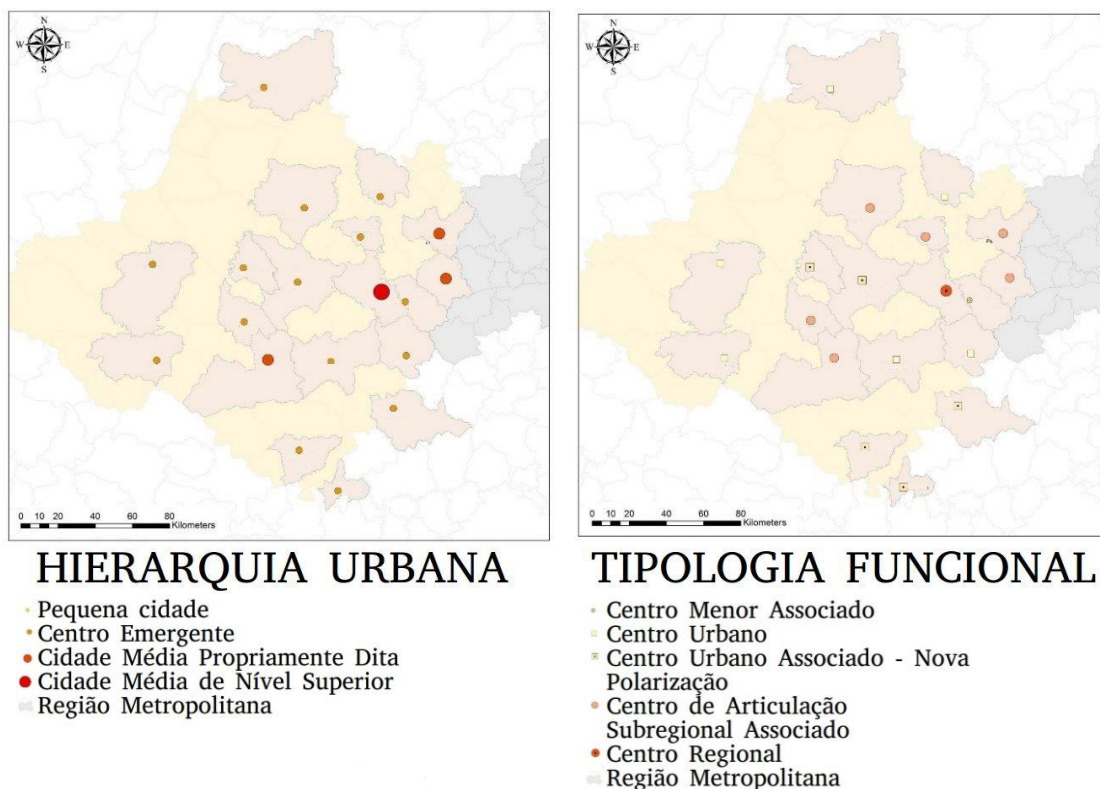 N
W E
S
0 10 20 40 60 80
Kilometers
HIERARQUIA URBANA
Pequena cidade
Centro Emergente
Cidade Média Propriamente Dita
Cidade Média de Nível Superior
Região Metropolitana
N
W E
S
0 10 20 40 60 80
Kilometers
TIPOLOGIA FUNCIONAL
Centro Menor Associado
Centro Urbano
Centro Urbano Associado - Nova
Polarização
Centro de Articulação
Subregional Associado
Centro Regional
Região Metropolitana